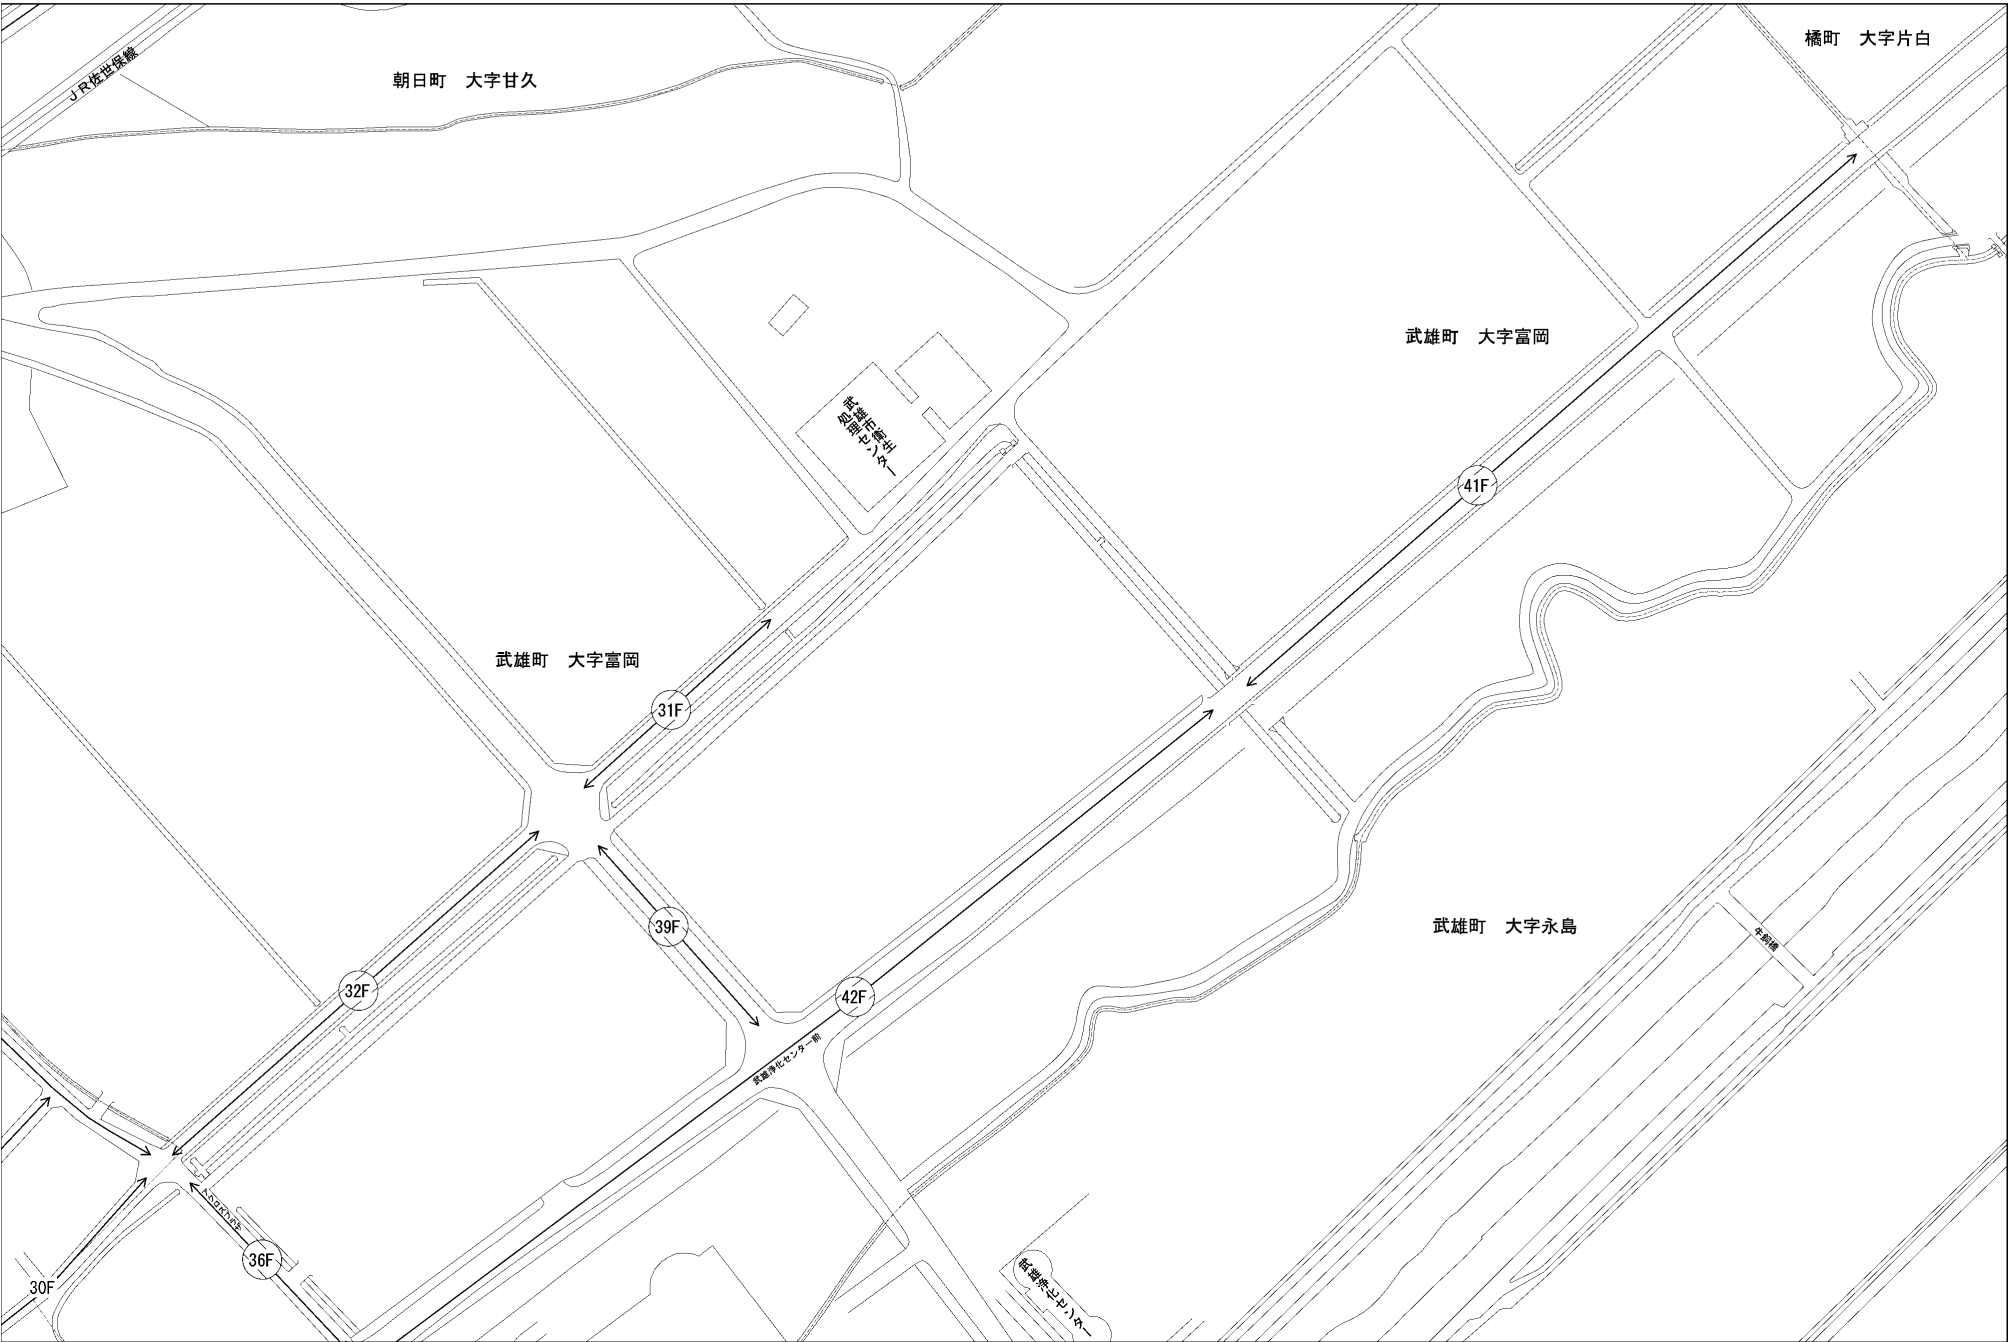 橘町　大字片白
JR佐世保線
朝日町　大字甘久
武雄町　大字富岡
武雄市衛生
処理センター
41F
武雄町　大字富岡
31F
武雄町　大字永島
39F
牛飼橋
32F
42F
武雄浄化センター前
36F
30F
武雄浄化センター